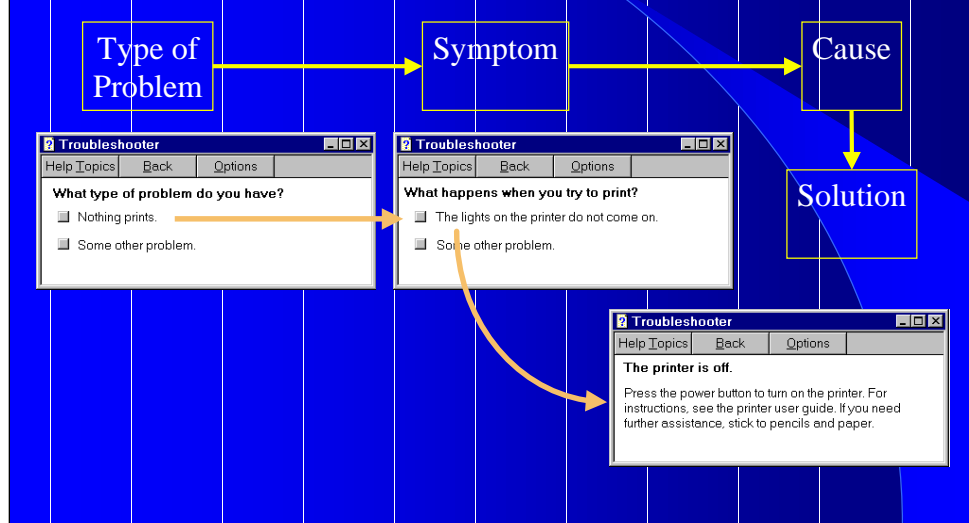 Type of
Problem
Symptom
Cause
Solution
? Troubleshooter
Help Topics Back Options
What type of problem do you have?
Nothing prints.
Some other problem.
? Troubleshooter
Help Topics Back Options
What happens when you try to print?
The lights on the printer do not come on.
Some other problem.
? Troubleshooter
Help Topics Back Options
The printer is off.
Press the power button to turn on the printer. For
instructions, see the printer user guide. If you need
further assistance, stick to pencils and paper.